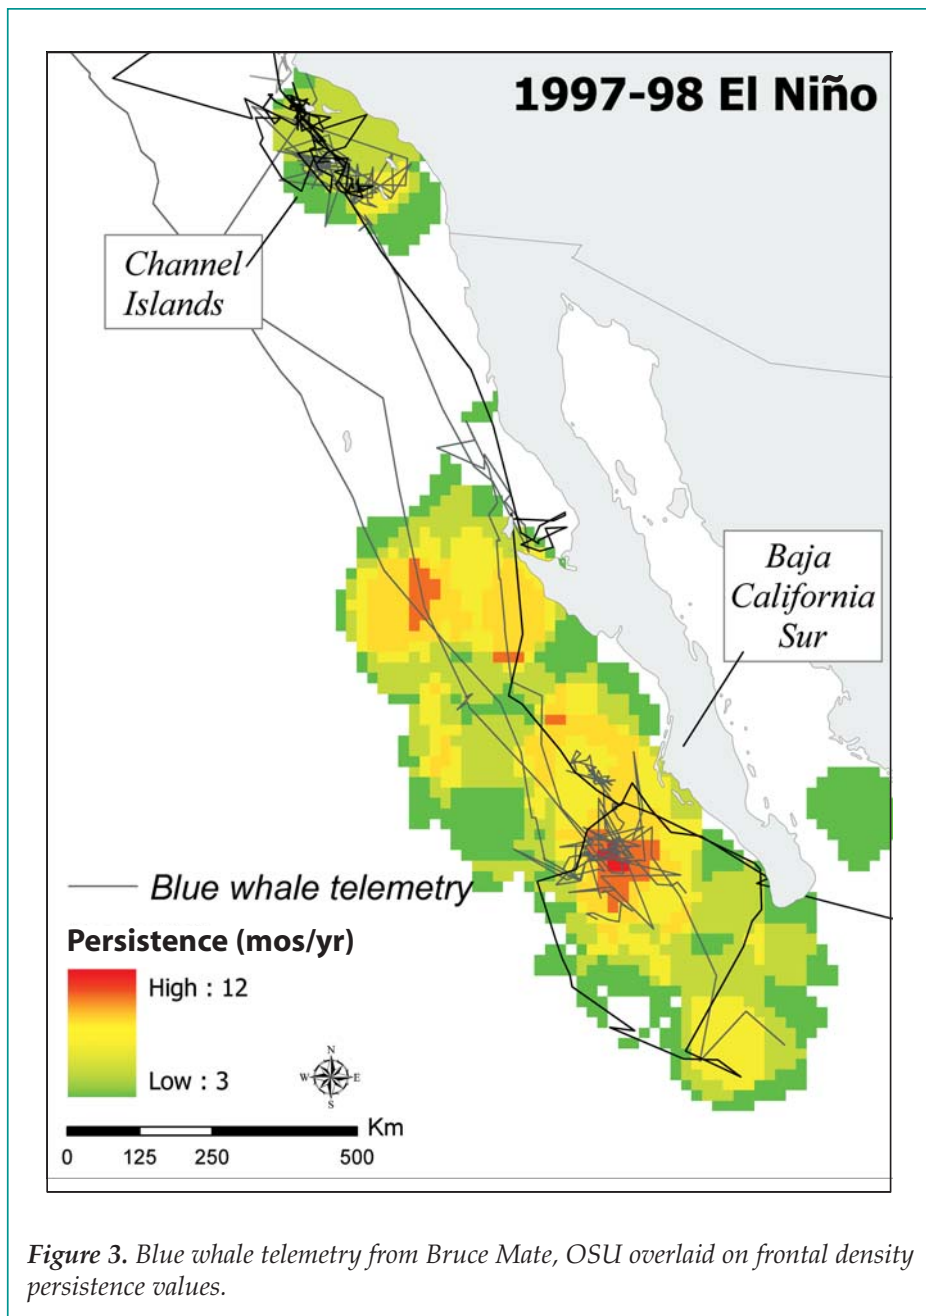 1997-98 El Niño
Channel
Islands
Baja
California
Sur
Blue whale telemetry
Persistence (mos/yr)
High : 12
Low : 3
N
W E
S
Km
0 125 250 500
Figure 3. Blue whale telemetry from Bruce Mate, OSU overlaid on frontal density
persistence values.